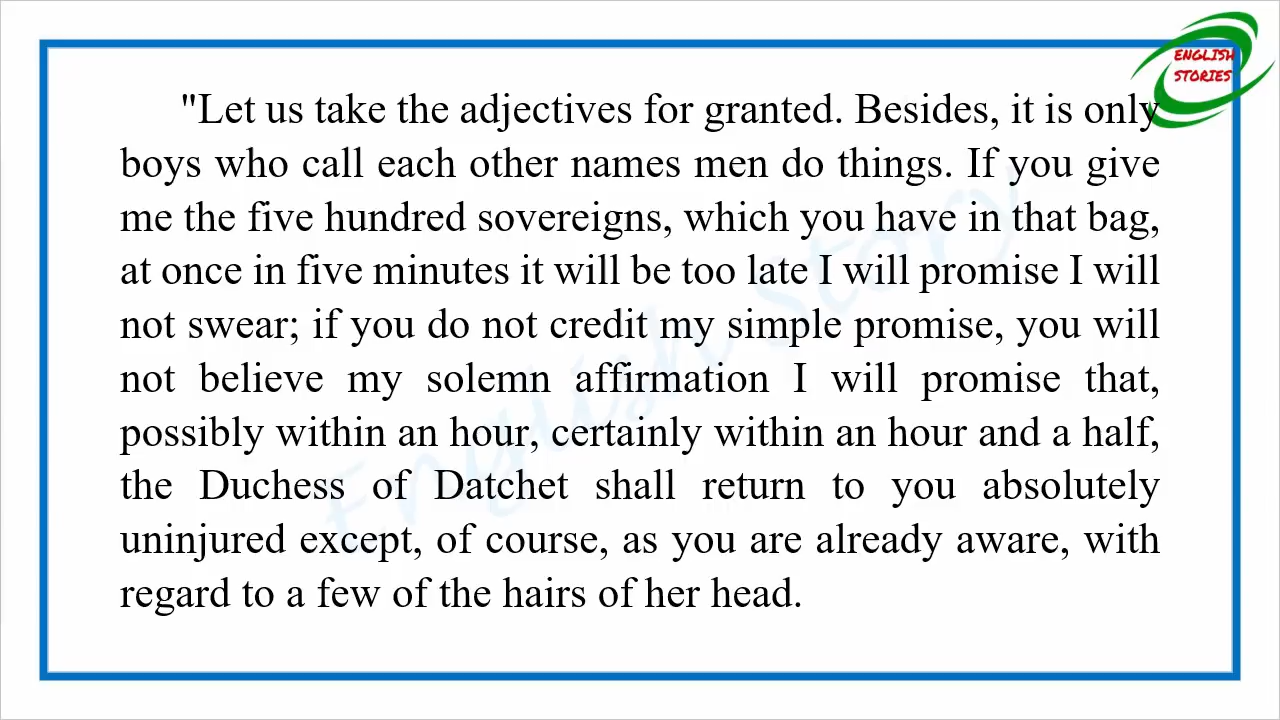 ENGLISH
STORIES
"Let us take the adjectives for granted. Besides, it is only
boys who call each other names men do things. If you give
me the five hundred sovereigns, which you have in that bag,
at once in five minutes it will be too late I will promise I will
not swear; if you do not credit my simple promise, you will
not believe my solemn affirmation I will promise that,
possibly within an hour, certainly within an hour and a half,
the Duchess of Datchet shall return to you absolutely
uninjured except, of course, as you are already aware, with
regard to a few of the hairs of her head.
English Story